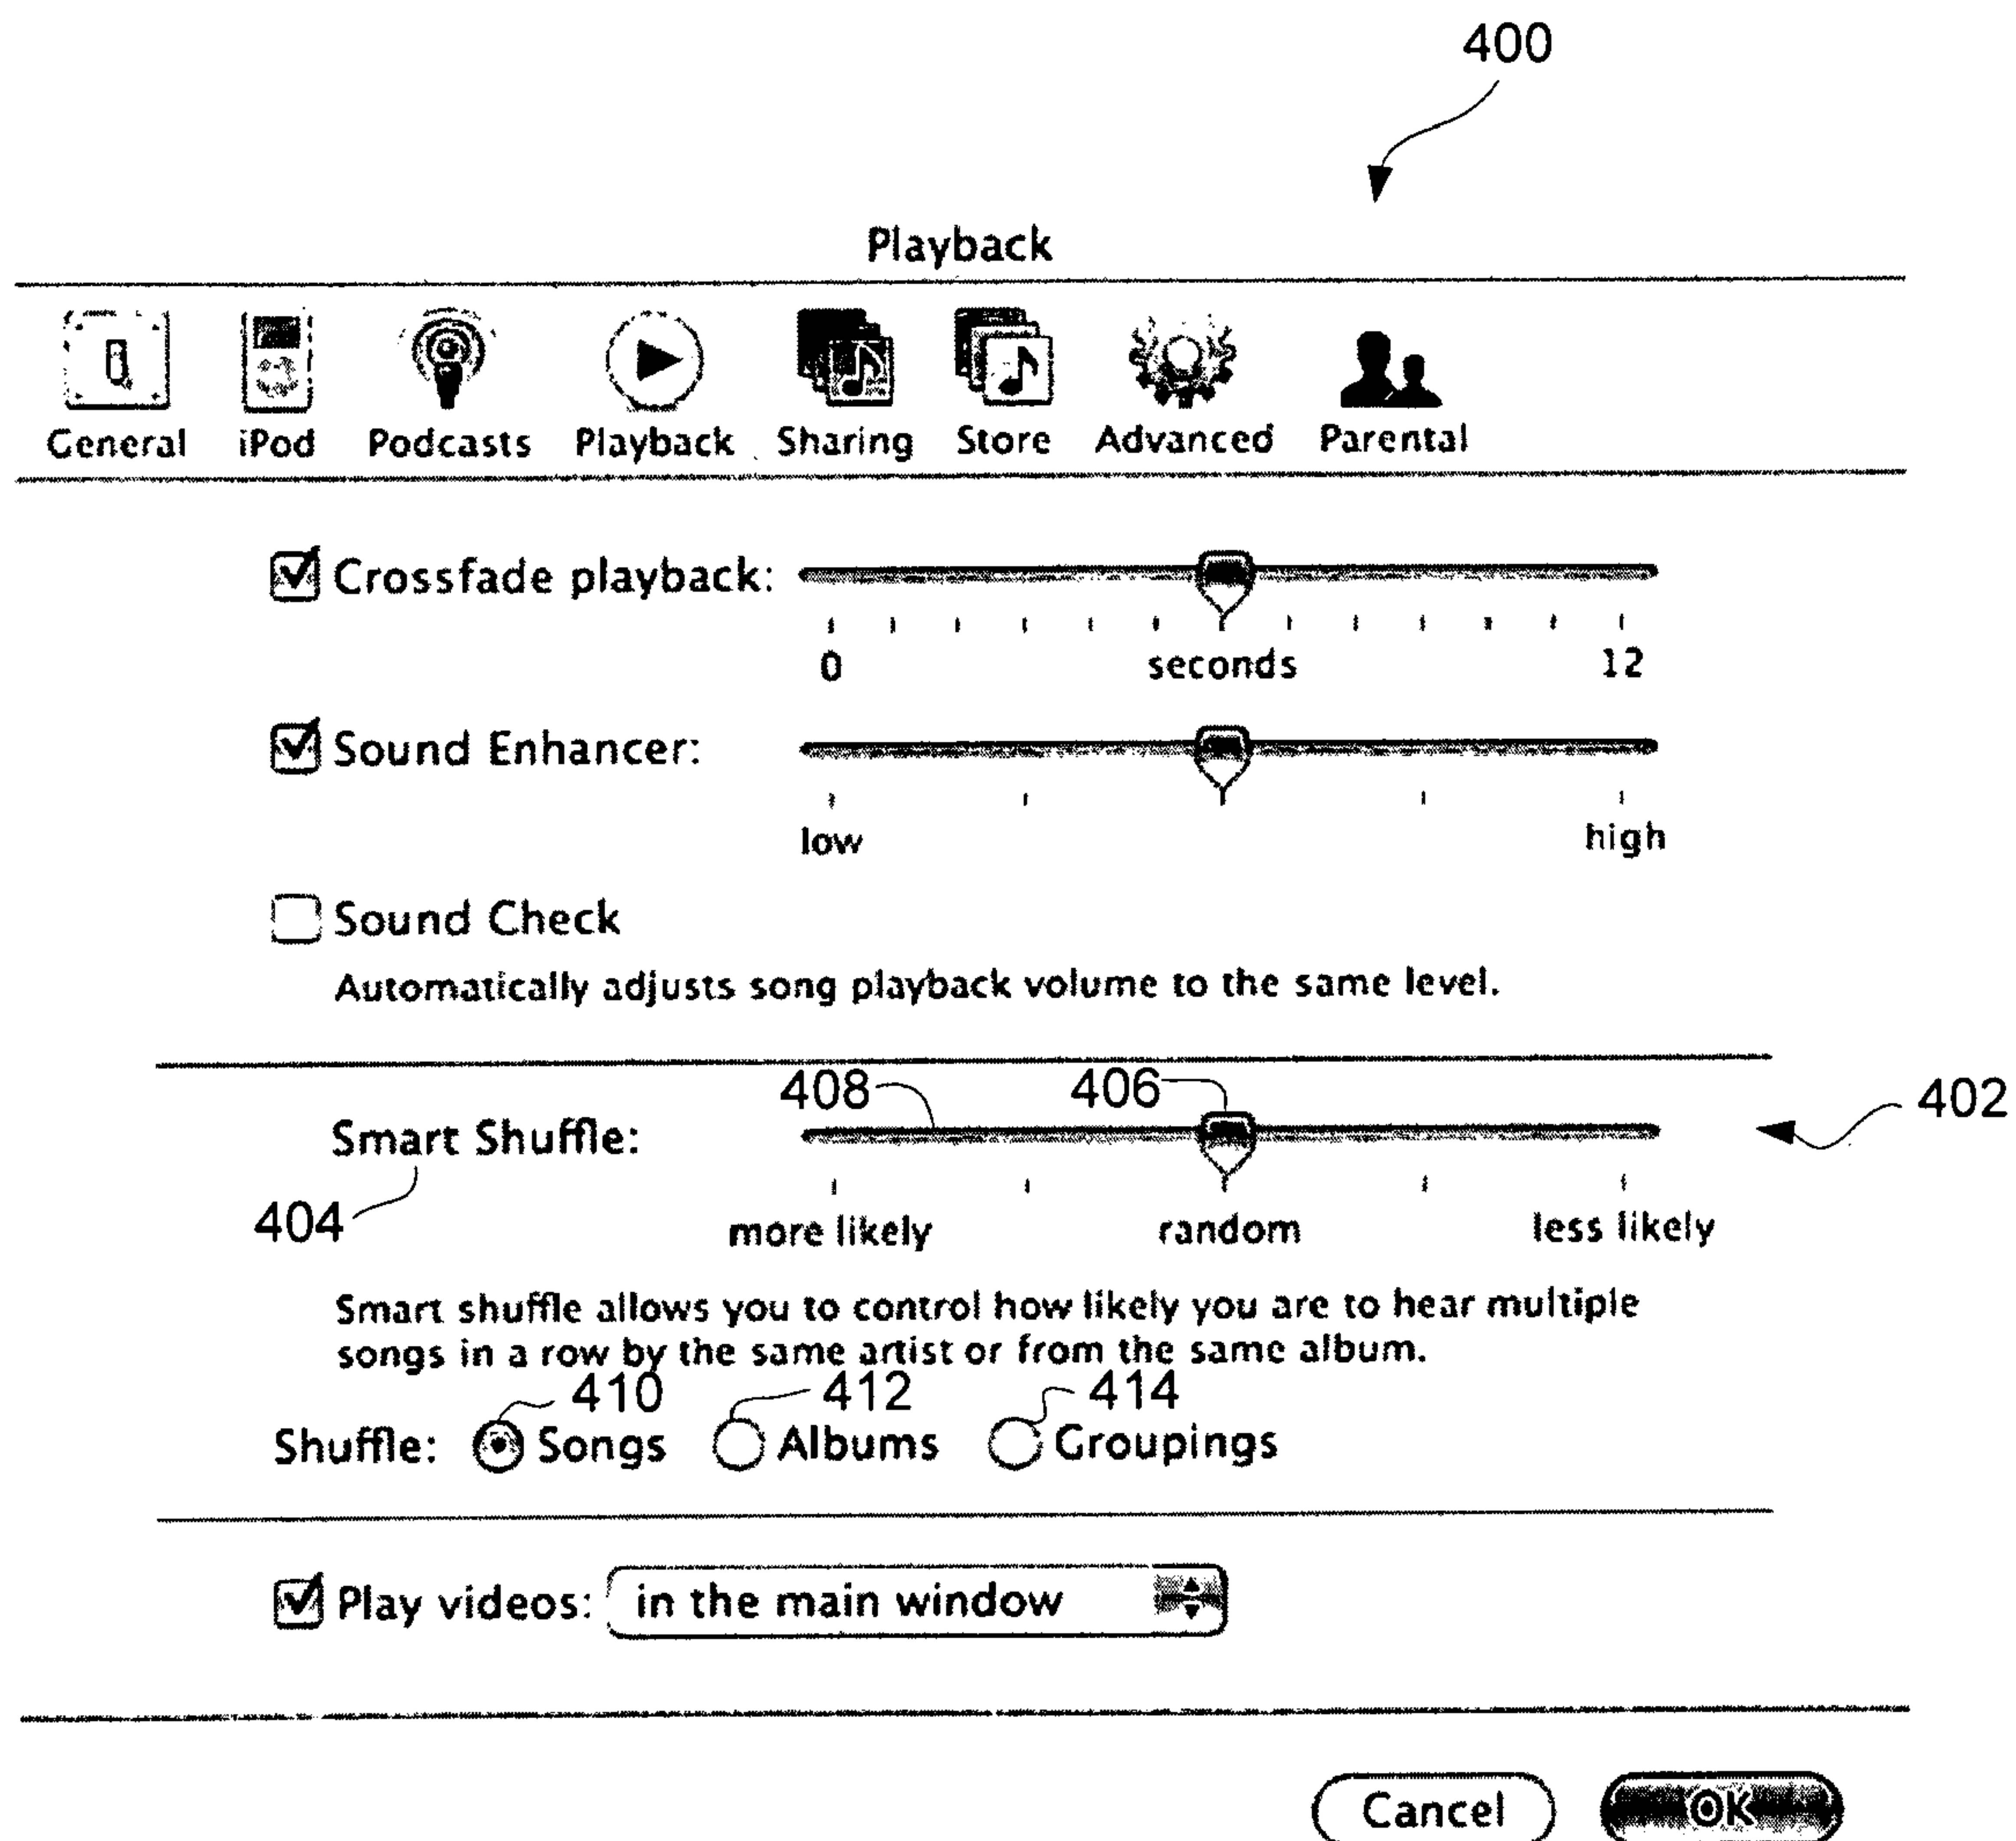 400
Playback
General iPod Podcasts Playback Sharing Store Advanced Parental
Crossfade playback:
0 seconds 12
Sound Enhancer:
low high
Sound Check
Automatically adjusts song playback volume to the same level.
408 406 402
Smart Shuffle:
404
more likely random less likely
Smart shuffle allows you to control how likely you are to hear multiple
songs in a row by the same artist or from the same album.
410 412 414
Shuffle: Songs Albums Groupings
Play videos: in the main window
Cancel OK